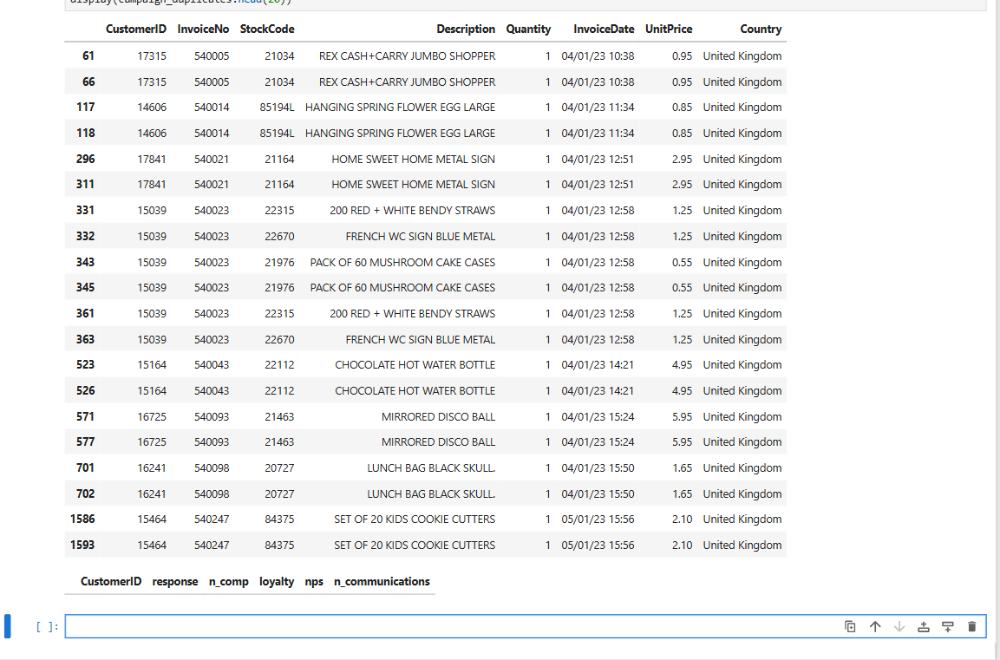 display(campaign_duplicates.head(20))
CustomerID InvoiceNo StockCode Description Quantity InvoiceDate UnitPrice Country
61 17315 540005 21034 REX CASH+CARRY JUMBO SHOPPER 1 04/01/23 10:38 0.95 United Kingdom
66 17315 540005 21034 REX CASH+CARRY JUMBO SHOPPER 1 04/01/23 10:38 0.95 United Kingdom
117 14606 540014 85194L HANGING SPRING FLOWER EGG LARGE 1 04/01/23 11:34 0.85 United Kingdom
118 14606 540014 85194L HANGING SPRING FLOWER EGG LARGE 1 04/01/23 11:34 0.85 United Kingdom
296 17841 540021 21164 HOME SWEET HOME METAL SIGN 1 04/01/23 12:51 2.95 United Kingdom
311 17841 540021 21164 HOME SWEET HOME METAL SIGN 1 04/01/23 12:51 2.95 United Kingdom
331 15039 540023 22315 200 RED + WHITE BENDY STRAWS 1 04/01/23 12:58 1.25 United Kingdom
332 15039 540023 22670 FRENCH WC SIGN BLUE METAL 1 04/01/23 12:58 1.25 United Kingdom
343 15039 540023 21976 PACK OF 60 MUSHROOM CAKE CASES 1 04/01/23 12:58 0.55 United Kingdom
345 15039 540023 21976 PACK OF 60 MUSHROOM CAKE CASES 1 04/01/23 12:58 0.55 United Kingdom
361 15039 540023 22315 200 RED + WHITE BENDY STRAWS 1 04/01/23 12:58 1.25 United Kingdom
363 15039 540023 22670 FRENCH WC SIGN BLUE METAL 1 04/01/23 12:58 1.25 United Kingdom
523 15164 540043 22112 CHOCOLATE HOT WATER BOTTLE 1 04/01/23 14:21 4.95 United Kingdom
526 15164 540043 22112 CHOCOLATE HOT WATER BOTTLE 1 04/01/23 14:21 4.95 United Kingdom
571 16725 540093 21463 MIRRORED DISCO BALL 1 04/01/23 15:24 5.95 United Kingdom
577 16725 540093 21463 MIRRORED DISCO BALL 1 04/01/23 15:24 5.95 United Kingdom
701 16241 540098 20727 LUNCH BAG BLACK SKULL. 1 04/01/23 15:50 1.65 United Kingdom
702 16241 540098 20727 LUNCH BAG BLACK SKULL. 1 04/01/23 15:50 1.65 United Kingdom
1586 15464 540247 84375 SET OF 20 KIDS COOKIE CUTTERS 1 05/01/23 15:56 2.10 United Kingdom
1593 15464 540247 84375 SET OF 20 KIDS COOKIE CUTTERS 1 05/01/23 15:56 2.10 United Kingdom
CustomerID response n_comp loyalty nps n_communications
[ ]: